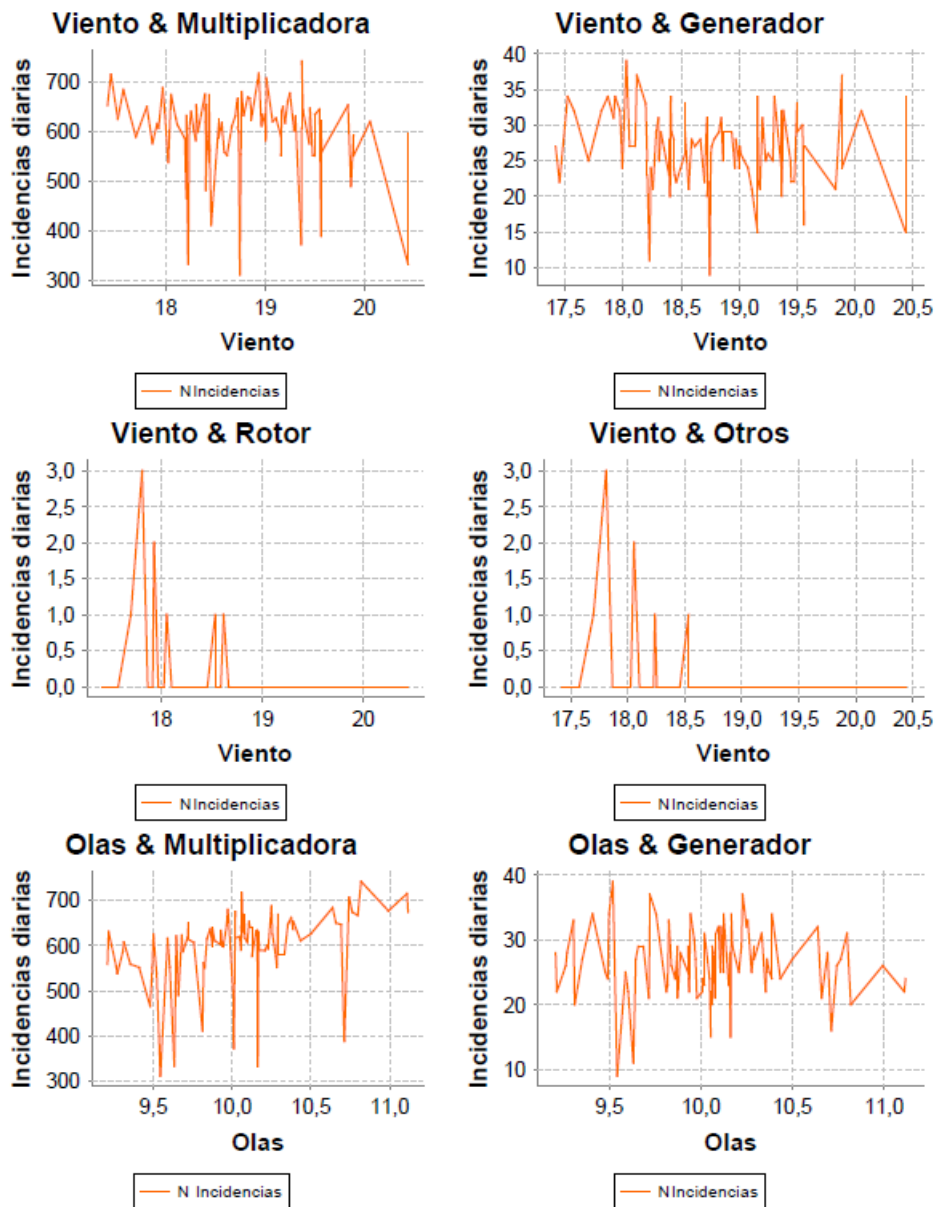 Viento & Multiplicadora
Incidencias diarias
700
600
500
400
300
18
19
20
Viento
N Incidencias
Viento & Generador
Incidencias diarias
40
35
30
25
20
15
10
17,5
18,0
18,5
19,0
19,5
20,0
20,5
Viento
N Incidencias
Viento & Rotor
Incidencias diarias
3,0
2,5
2,0
1,5
1,0
0,5
0,0
18
19
20
Viento
N Incidencias
Viento & Otros
Incidencias diarias
3,0
2,5
2,0
1,5
1,0
0,5
0,0
17,5
18,0
18,5
19,0
19,5
20,0
20,5
Viento
N Incidencias
Olas & Multiplicadora
Incidencias diarias
700
600
500
400
300
9,5
10,0
10,5
11,0
Olas
N Incidencias
Olas & Generador
Incidencias diarias
40
30
20
10
9,5
10,0
10,5
11,0
Olas
N Incidencias